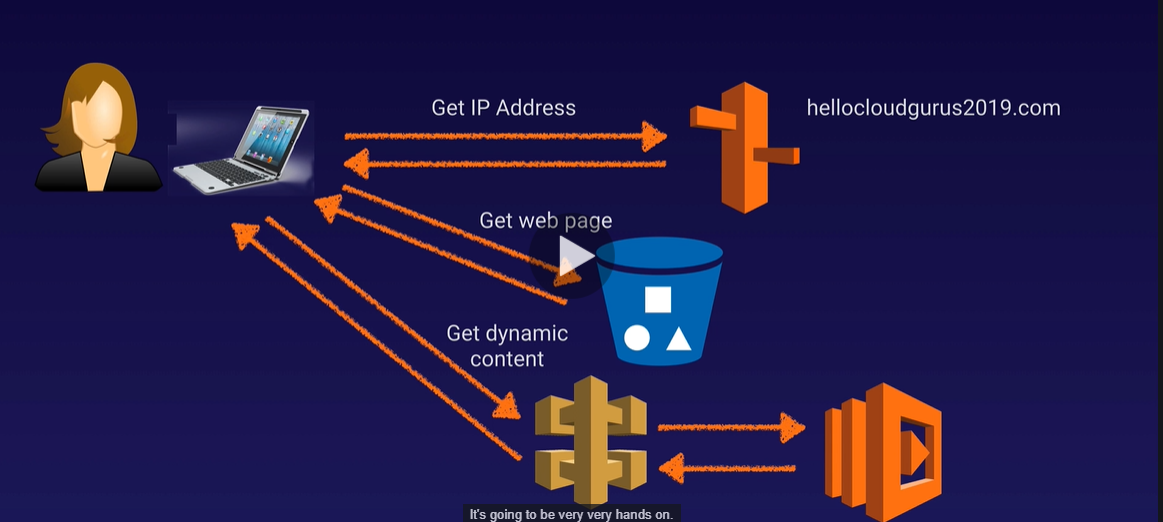 Get IP Address
hellocloudgurus2019.com
Get web page
Get dynamic
content
It's going to be very very hands on.